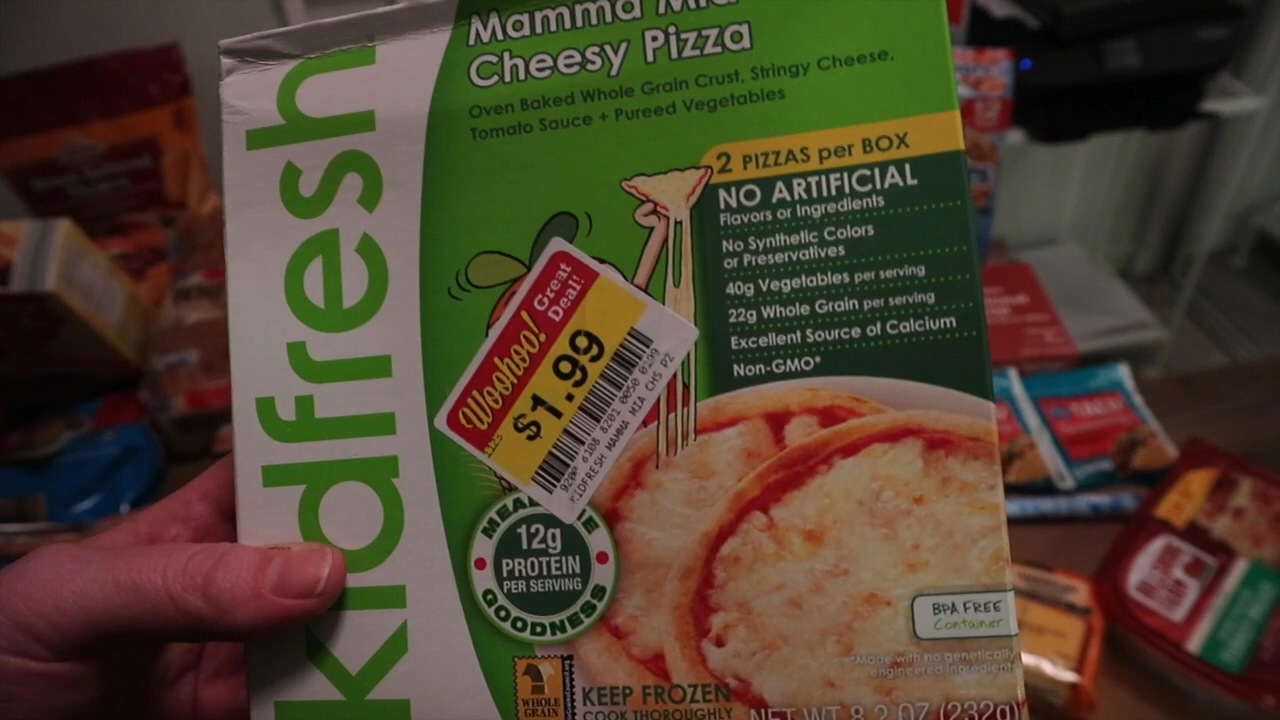 kidfresh
Mamma Mia
Cheesy Pizza
Oven Baked Whole Grain Crust, Stringy Cheese,
Tomato Sauce + Pureed Vegetables
2 PIZZAS per BOX
NO ARTIFICIAL
Flavors or Ingredients
No Synthetic Colors
or Preservatives
40g Vegetables per serving
22g Whole Grain per serving
Excellent Source of Calcium
Non-GMO*
Woohoo! Great
Deal!
$1.99
KIDFRESH MAMMA MIA CHS PZ
12g
PROTEIN
PER SERVING
GOODNESS
BPA FREE
Container
*Made with no genetically
engineered ingredients
WHOLE
GRAIN
KEEP FROZEN
COOK THOROUGHLY
NET WT 8.2 OZ (232g)